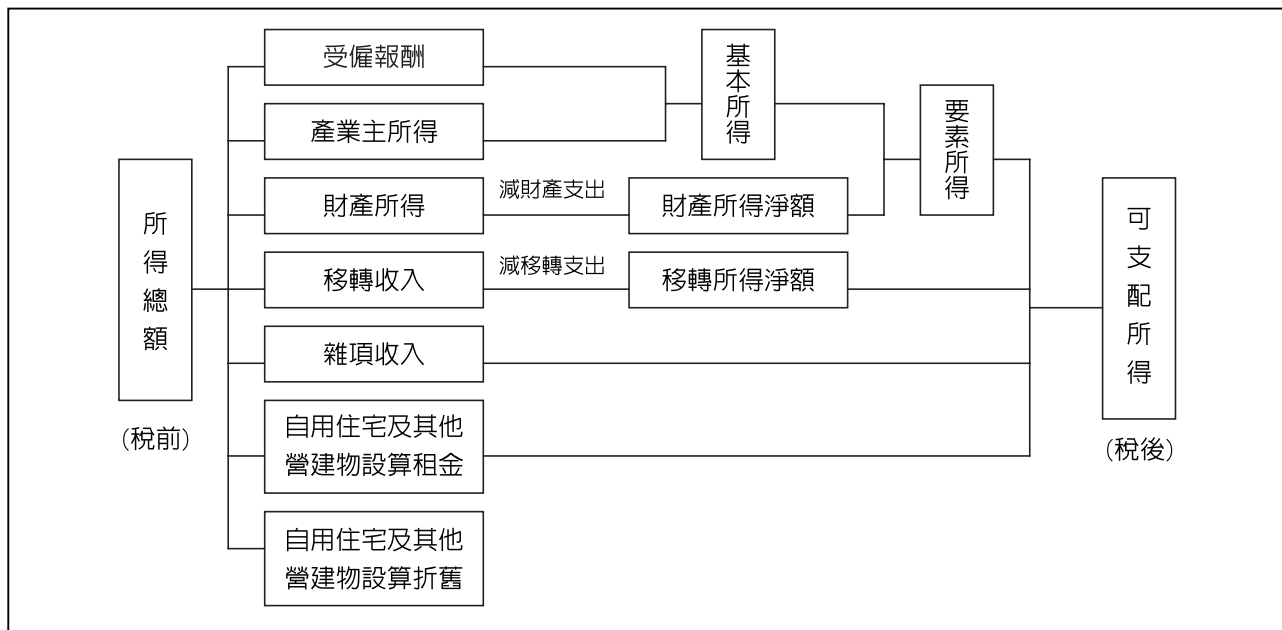 所得總額
(稅前)
受僱報酬
產業主所得
財產所得
移轉收入
雜項收入
自用住宅及其他
營建物設算租金
自用住宅及其他
營建物設算折舊
減財產支出
減移轉支出
財產所得淨額
移轉所得淨額
基本所得
要素所得
可支配所得
(稅後)